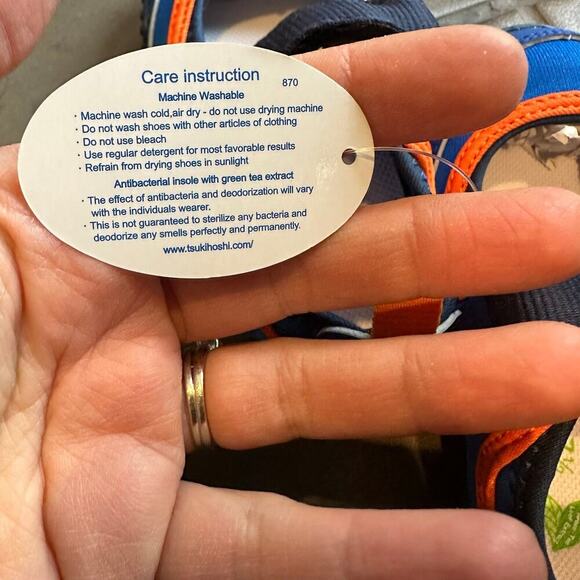 Care instruction 870
Machine Washable
· Machine wash cold,air dry - do not use drying machine
· Do not wash shoes with other articles of clothing
· Do not use bleach
· Use regular detergent for most favorable results
· Refrain from drying shoes in sunlight
Antibacterial insole with green tea extract
· The effect of antibacteria and deodorization will vary
with the individuals wearer.
· This is not guaranteed to sterilize any bacteria and
deodorize any smells perfectly and permanently.
www.tsukihoshi.com/